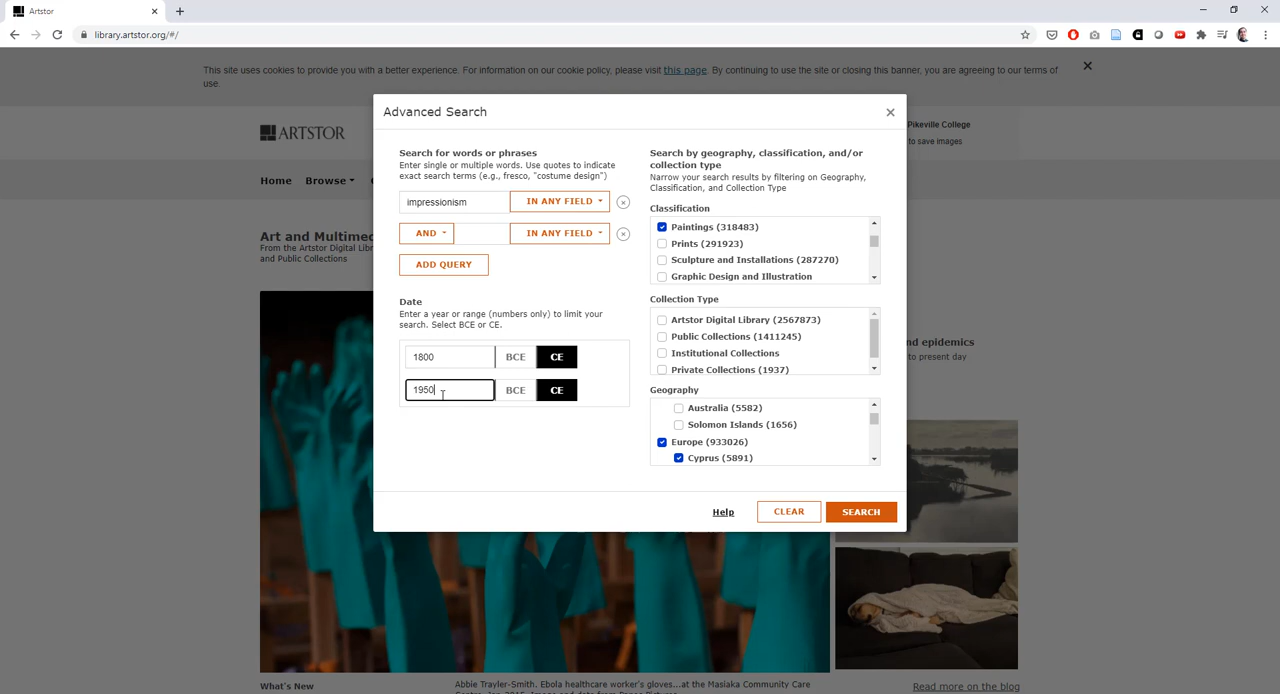 Artstor
library.artstor.org/#/
This site uses cookies to provide you with a better experience. For information on our cookie policy, please visit this page. By continuing to use the site or closing this banner, you are agreeing to our terms of
use.
Advanced Search
ARTSTOR
Pikeville College
to save images
Home
Browse
Search for words or phrases
Enter single or multiple words. Use quotes to indicate
exact search terms (e.g., fresco, "costume design")
impressionism
IN ANY FIELD
AND
IN ANY FIELD
ADD QUERY
Date
Enter a year or range (numbers only) to limit your
search. Select BCE or CE.
1800
BCE
CE
1950
BCE
CE
Search by geography, classification, and/or
collection type
Narrow your search results by filtering on Geography,
Classification, and Collection Type
Classification
Paintings (318483)
Prints (291923)
Sculpture and Installations (287270)
Graphic Design and Illustration
Collection Type
Artstor Digital Library (2567873)
Public Collections (1411245)
Institutional Collections
Private Collections (1937)
Geography
Australia (5582)
Solomon Islands (1656)
Europe (933026)
Cyprus (5891)
Help
CLEAR
SEARCH
Art and Multimed
From the Artstor Digital Libr
and Public Collections
nd epidemics
to present day
What's New
Abbie Trayler-Smith. Ebola healthcare worker's gloves...at the Masiaka Community Care
Read more on the blog